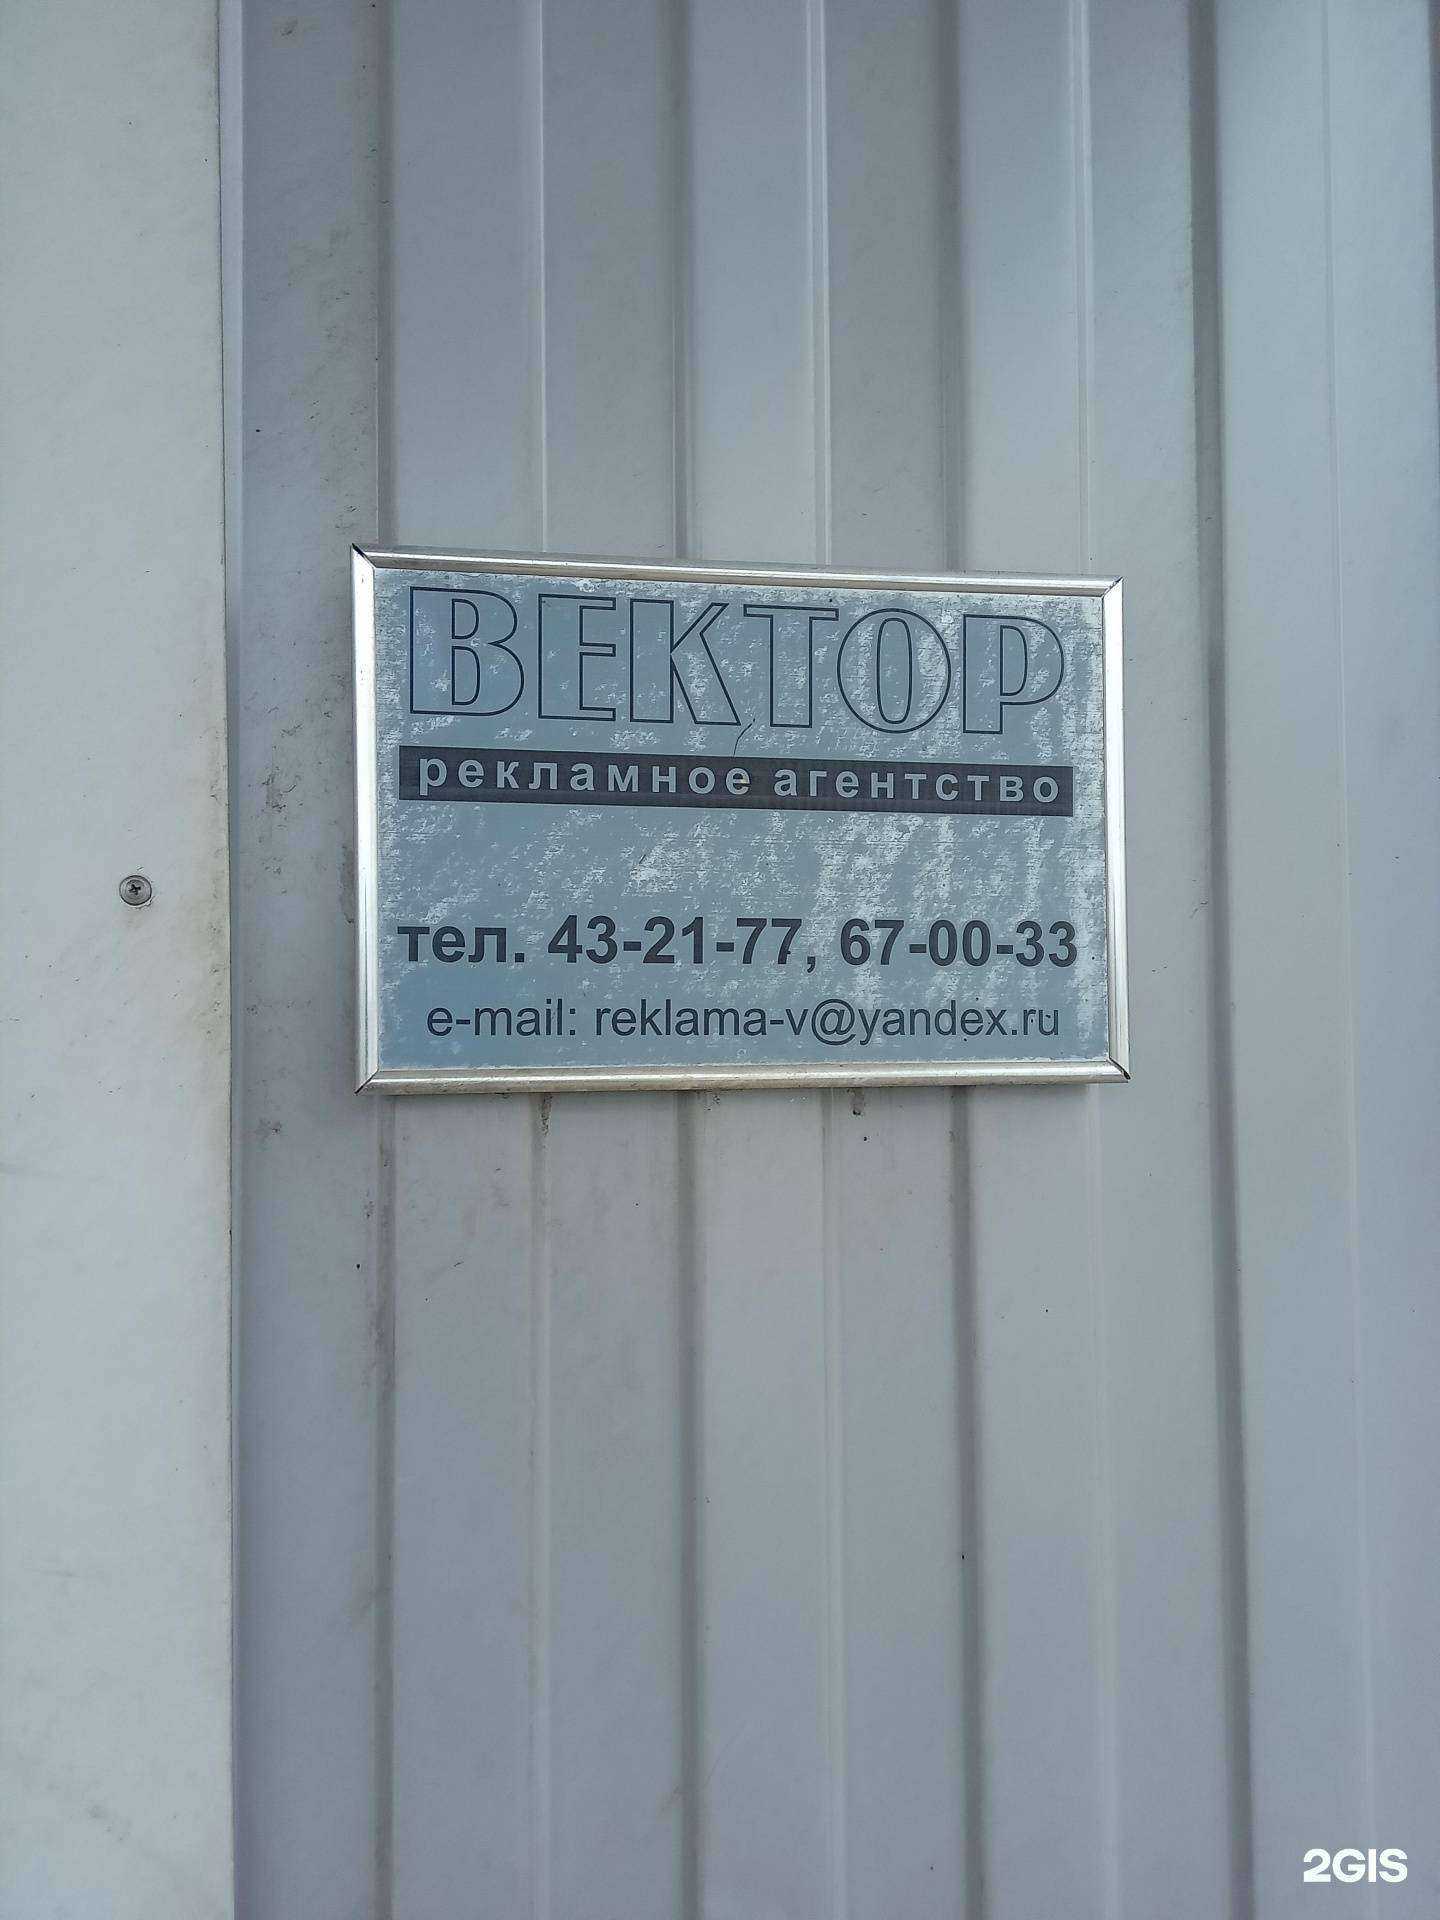 ВЕКТОР
рекламное агентство
тел. 43-21-77, 67-00-33
e-mail: reklama-v@yandex.ru
2GIS